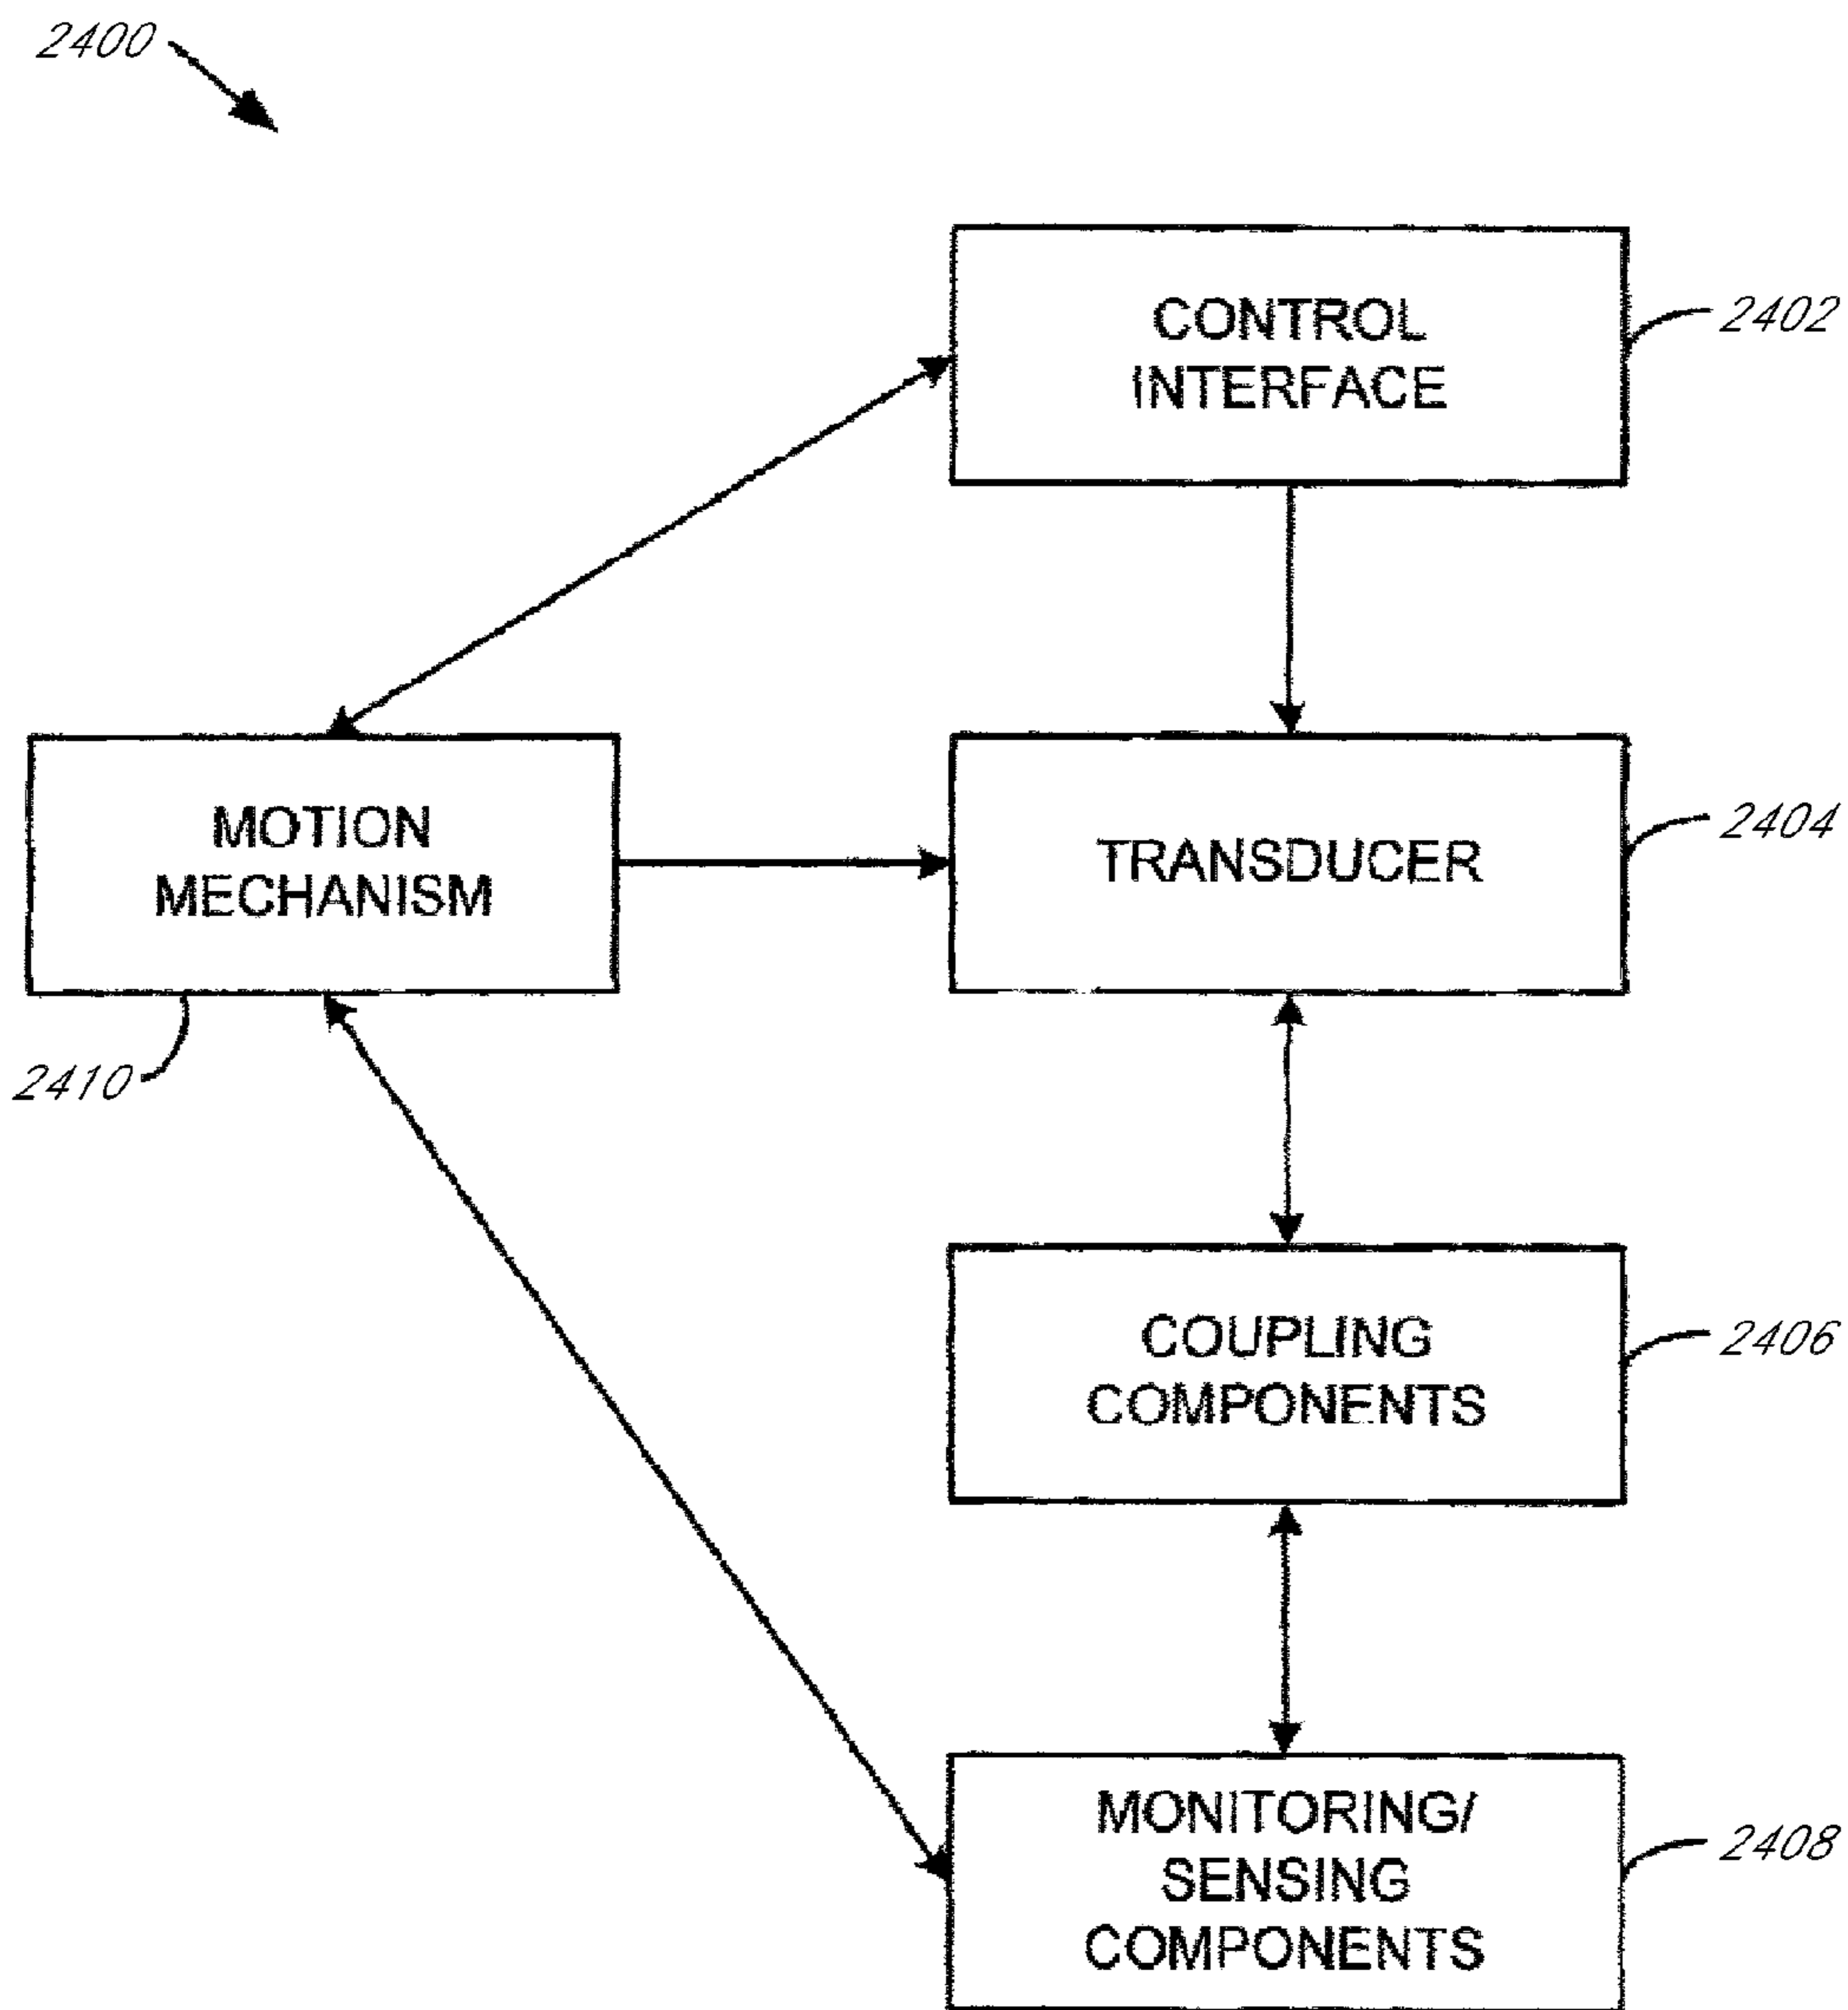 2400
CONTROL
INTERFACE
2402
MOTION
MECHANISM
2410
TRANSDUCER
2404
COUPLING
COMPONENTS
2406
MONITORING/
SENSING
COMPONENTS
2408